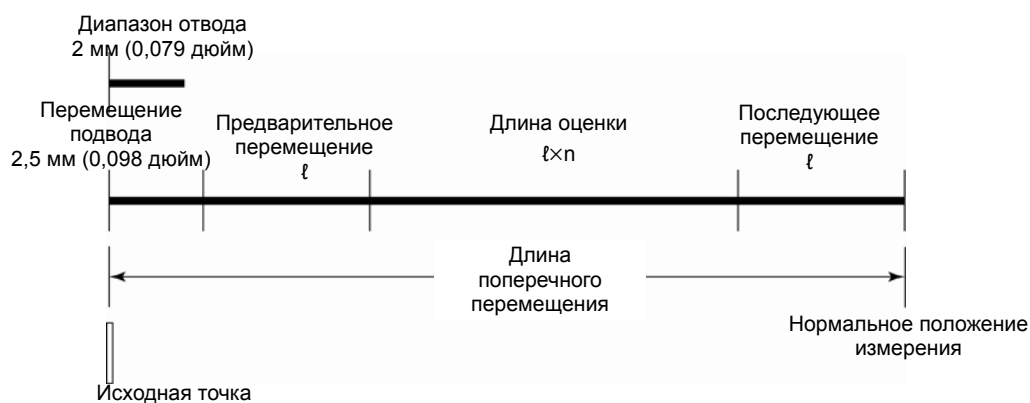 Диапазон отвода
2 мм (0,079 дюйм)
Перемещение
подвода
2,5 мм (0,098 дюйм)
Предварительное
перемещение
ℓ
Длина оценки
ℓ×n
Последующее
перемещение
ℓ
Длина
поперечного
перемещения
Нормальное положение
измерения
Исходная точка